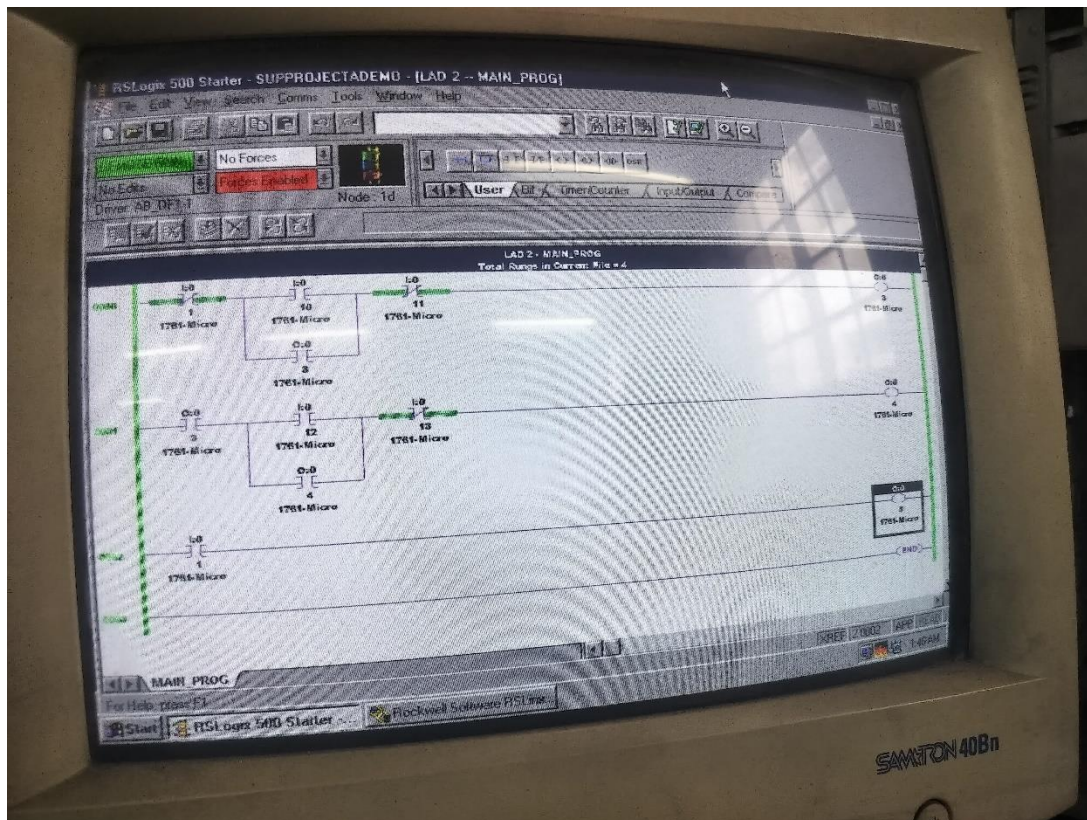 RSLogix 500 Starter - SUPPROJECTADEMO - [LAD 2 -- MAIN_PROG]
File Edit View Search Comms Tools Window Help
No Forces
No Edits
Forces Enabled
Driver: AB_DF1-1
Node: 1d
User Bit Timer/Counter Input/Output Compare
LAD 2 - MAIN_PROG
Total Rungs in Current File = 4
0000
I:0
1
1761-Micro
I:0
10
1761-Micro
I:0
11
1761-Micro
O:0
3
1761-Micro
O:0
3
1761-Micro
0001
O:0
3
1761-Micro
I:0
12
1761-Micro
I:0
13
1761-Micro
O:0
4
1761-Micro
O:0
4
1761-Micro
0002
I:0
1
1761-Micro
O:0
5
1761-Micro
0003
(END)
MAIN_PROG
For Help, press F1
XREF 2:0002 APP READ
Start
RSLogix 500 Starter - ...
Rockwell Software RSLinx
SAMTRON 40Bn